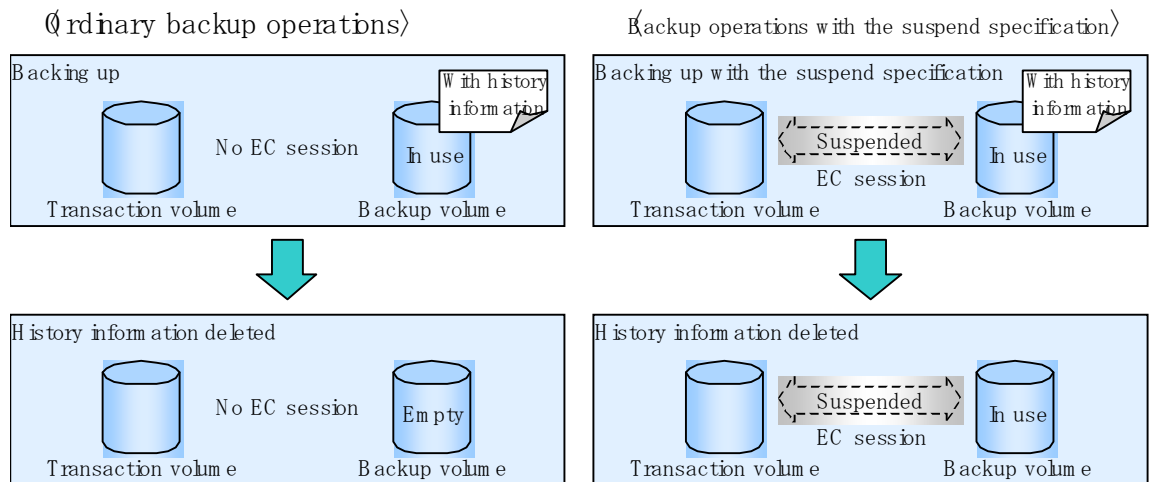 〈Ordinary backup operations〉
Backing up
With history
information
No EC session
In use
Transaction volume
Backup volume
History information deleted
No EC session
Empty
Transaction volume
Backup volume
〈Backup operations with the suspend specification〉
Backing up with the suspend specification
With history
information
Suspended
In use
EC session
Transaction volume
Backup volume
History information deleted
Suspended
In use
EC session
Transaction volume
Backup volume